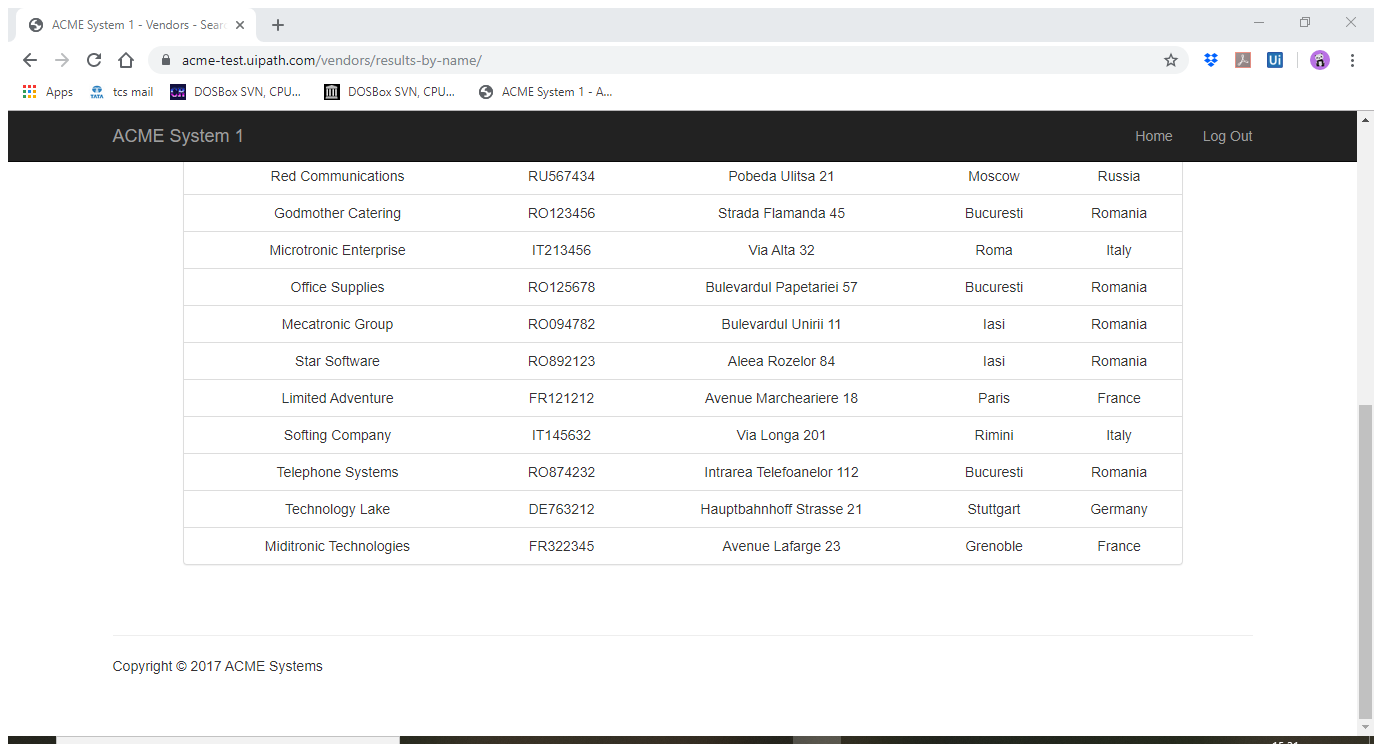 ACME System 1 - Vendors - Sear
acme-test.uipath.com/vendors/results-by-name/
Apps TATA tcs mail DOSBox SVN, CPU... DOSBox SVN, CPU... ACME System 1 - A...
ACME System 1 Home Log Out
Red Communications RU567434 Pobeda Ulitsa 21 Moscow Russia
Godmother Catering RO123456 Strada Flamanda 45 Bucuresti Romania
Microtronic Enterprise IT213456 Via Alta 32 Roma Italy
Office Supplies RO125678 Bulevardul Papetariei 57 Bucuresti Romania
Mecatronic Group RO094782 Bulevardul Unirii 11 Iasi Romania
Star Software RO892123 Aleea Rozelor 84 Iasi Romania
Limited Adventure FR121212 Avenue Marcheariere 18 Paris France
Softing Company IT145632 Via Longa 201 Rimini Italy
Telephone Systems RO874232 Intrarea Telefoanelor 112 Bucuresti Romania
Technology Lake DE763212 Hauptbahnhoff Strasse 21 Stuttgart Germany
Miditronic Technologies FR322345 Avenue Lafarge 23 Grenoble France
Copyright © 2017 ACME Systems